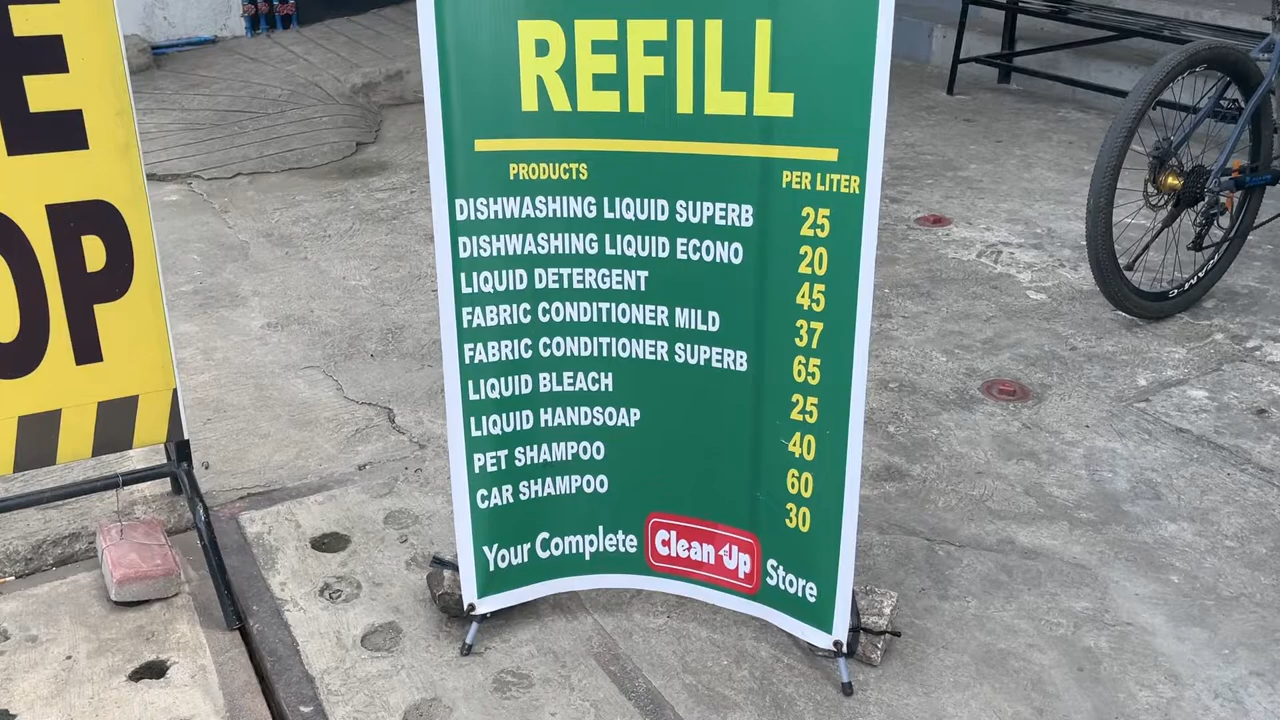 E
OP
REFILL
PRODUCTS PER LITER
DISHWASHING LIQUID SUPERB 25
DISHWASHING LIQUID ECONO 20
LIQUID DETERGENT 45
FABRIC CONDITIONER MILD 37
FABRIC CONDITIONER SUPERB 65
LIQUID BLEACH 25
LIQUID HANDSOAP 40
PET SHAMPOO 60
CAR SHAMPOO 30
Your Complete Clean Up Store